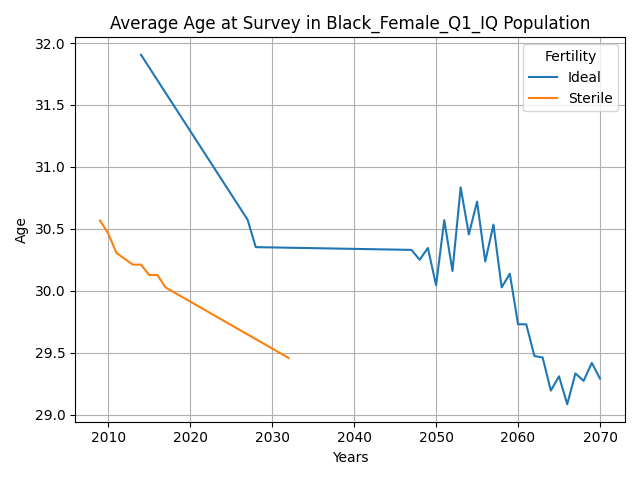 Average Age at Survey in Black_Female_Q1_IQ Population
Fertility
Ideal
Sterile
32.0
31.5
31.0
30.5
30.0
29.5
29.0
Age
2010 2020 2030 2040 2050 2060 2070
Years